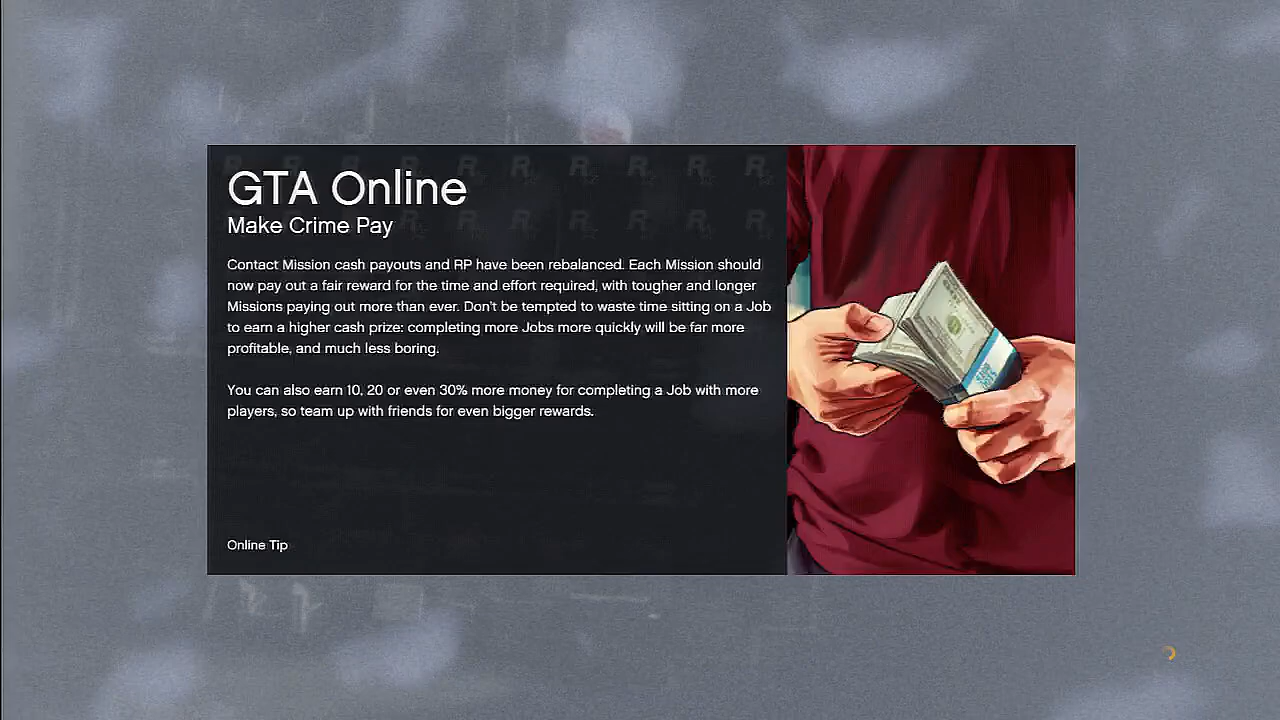 GTA Online
Make Crime Pay
Contact Mission cash payouts and RP have been rebalanced. Each Mission should
now pay out a fair reward for the time and effort required, with tougher and longer
Missions paying out more than ever. Don't be tempted to waste time sitting on a Job
to earn a higher cash prize: completing more Jobs more quickly will be far more
profitable, and much less boring.
You can also earn 10, 20 or even 30% more money for completing a Job with more
players, so team up with friends for even bigger rewards.
Online Tip